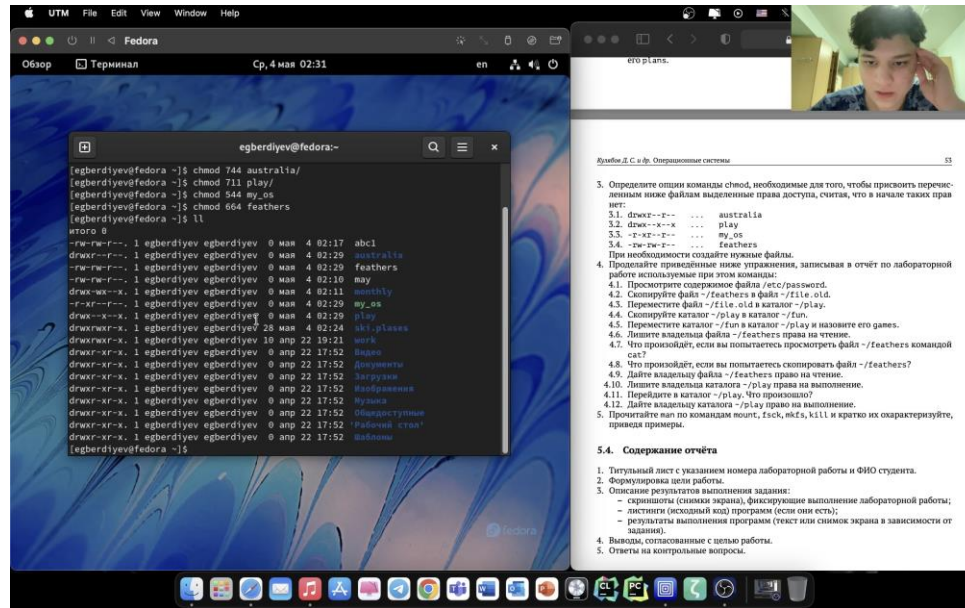 UTM File Edit View Window Help
Fedora
Обзор Терминал Ср, 4 мая 02:31 en
egberdiyev@fedora:~
[egberdiyev@fedora ~]$ chmod 744 australia/
[egberdiyev@fedora ~]$ chmod 711 play/
[egberdiyev@fedora ~]$ chmod 544 my_os
[egberdiyev@fedora ~]$ chmod 664 feathers
[egberdiyev@fedora ~]$ ll
итого 0
-rw-rw-r--. 1 egberdiyev egberdiyev 0 мая 4 02:17 abc1
drwxr--r--. 1 egberdiyev egberdiyev 0 мая 4 02:29 australia
-rw-rw-r--. 1 egberdiyev egberdiyev 0 мая 4 02:29 feathers
-rw-rw-r--. 1 egberdiyev egberdiyev 0 мая 4 02:10 may
drwx-wx--x. 1 egberdiyev egberdiyev 0 мая 4 02:11 monthly
-r-xr--r--. 1 egberdiyev egberdiyev 0 мая 4 02:29 my_os
drwx--x--x. 1 egberdiyev egberdiyev 0 мая 4 02:29 play
drwxrwxr-x. 1 egberdiyev egberdiyev 28 мая 4 02:24 ski.plases
drwxrwxr-x. 1 egberdiyev egberdiyev 10 апр 22 19:21 work
drwxr-xr-x. 1 egberdiyev egberdiyev 0 апр 22 17:52 Видео
drwxr-xr-x. 1 egberdiyev egberdiyev 0 апр 22 17:52 Документы
drwxr-xr-x. 1 egberdiyev egberdiyev 0 апр 22 17:52 Загрузки
drwxr-xr-x. 1 egberdiyev egberdiyev 0 апр 22 17:52 Изображения
drwxr-xr-x. 1 egberdiyev egberdiyev 0 апр 22 17:52 Музыка
drwxr-xr-x. 1 egberdiyev egberdiyev 0 апр 22 17:52 Общедоступные
drwxr-xr-x. 1 egberdiyev egberdiyev 0 апр 22 17:52 'Рабочий стол'
drwxr-xr-x. 1 egberdiyev egberdiyev 0 апр 22 17:52 Шаблоны
[egberdiyev@fedora ~]$
fedora
его plans.
Кулябов Д. С. и др. Операционные системы 53
3. Определите опции команды chmod, необходимые для того, чтобы присвоить перечис-
ленным ниже файлам выделенные права доступа, считая, что в начале таких прав
нет:
3.1. drwxr--r-- ... australia
3.2. drwx--x--x ... play
3.3. -r-xr--r-- ... my_os
3.4. -rw-rw-r-- ... feathers
При необходимости создайте нужные файлы.
4. Проделайте приведённые ниже упражнения, записывая в отчёт по лабораторной
работе используемые при этом команды:
4.1. Просмотрите содержимое файла /etc/password.
4.2. Скопируйте файл ~/feathers в файл ~/file.old.
4.3. Переместите файл ~/file.old в каталог ~/play.
4.4. Скопируйте каталог ~/play в каталог ~/fun.
4.5. Переместите каталог ~/fun в каталог ~/play и назовите его games.
4.6. Лишите владельца файла ~/feathers права на чтение.
4.7. Что произойдёт, если вы попытаетесь просмотреть файл ~/feathers командой
cat?
4.8. Что произойдёт, если вы попытаетесь скопировать файл ~/feathers?
4.9. Дайте владельцу файла ~/feathers право на чтение.
4.10. Лишите владельца каталога ~/play права на выполнение.
4.11. Перейдите в каталог ~/play. Что произошло?
4.12. Дайте владельцу каталога ~/play право на выполнение.
5. Прочитайте man по командам mount, fsck, mkfs, kill и кратко их охарактеризуйте,
приведя примеры.
5.4. Содержание отчёта
1. Титульный лист с указанием номера лабораторной работы и ФИО студента.
2. Формулировка цели работы.
3. Описание результатов выполнения задания:
– скриншоты (снимки экрана), фиксирующие выполнение лабораторной работы;
– листинги (исходный код) программ (если они есть);
– результаты выполнения программ (текст или снимок экрана в зависимости от
задания).
4. Выводы, согласованные с целью работы.
5. Ответы на контрольные вопросы.
CL
PC